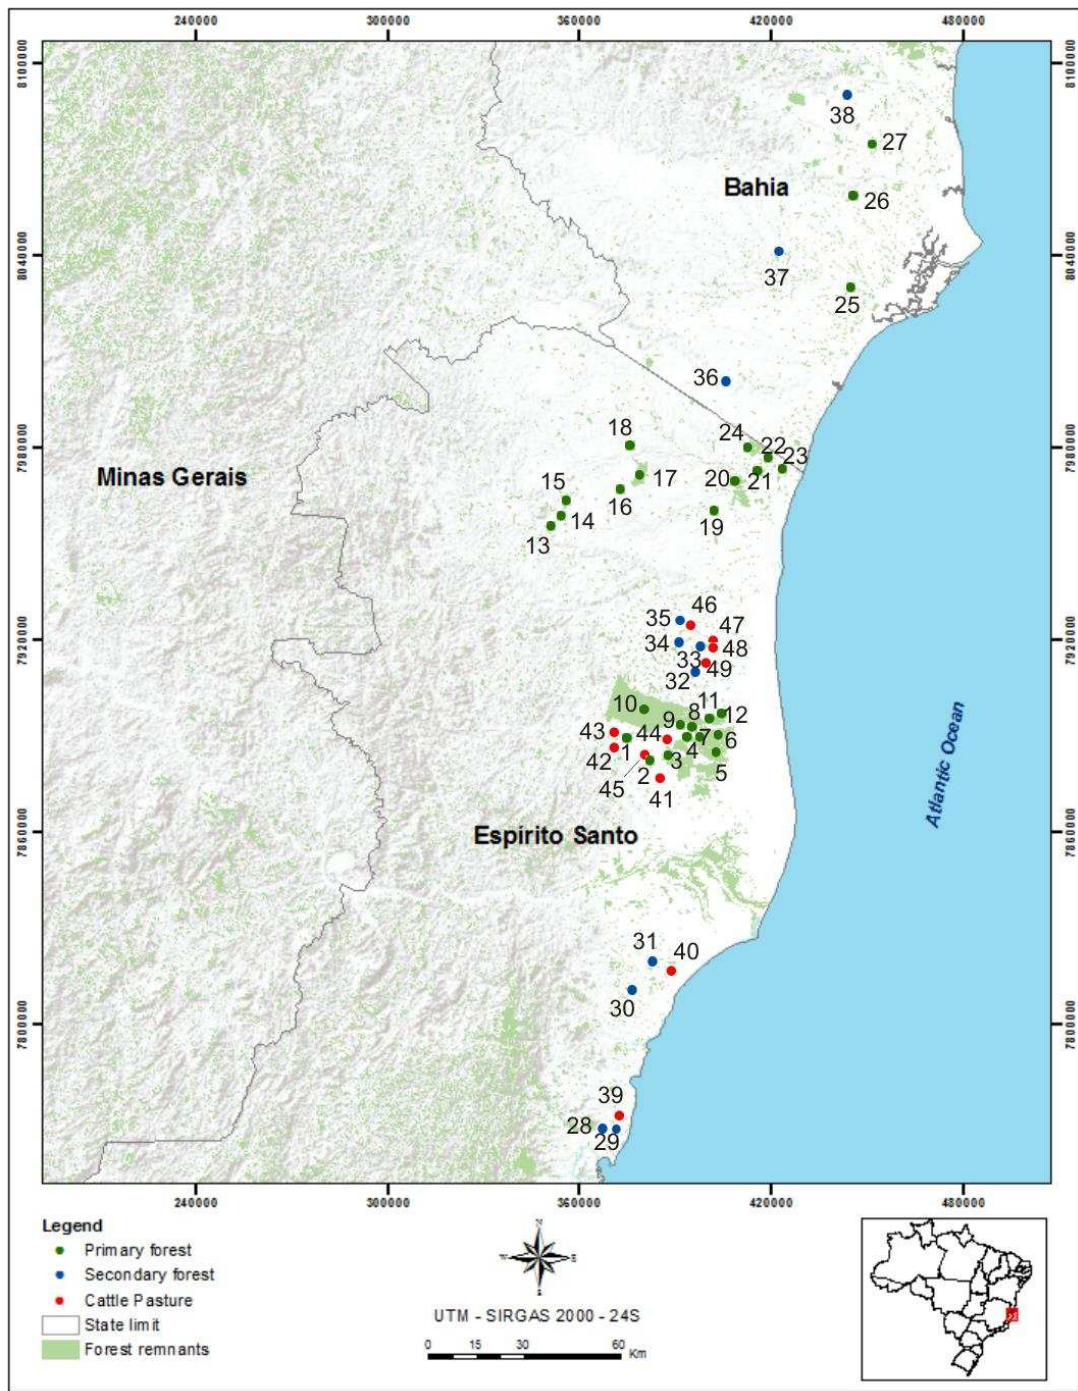 240000 300000 360000 420000 480000
8100000 8100000
38
27
Bahia
26
8040000 8040000
37
25
36
18
24 22 23
7980000 7980000
Minas Gerais
17
20 21
15
16
14
19
13
35 46
47
7920000 7920000
34
33 48
49
32
10 11 12
9 8
43 44
1 4 7 6
42 3 5
45 2
41
Atlantic Ocean
7860000 7860000
Espírito Santo
31 40
30
7800000 7800000
39
28
29
240000 300000 360000 420000 480000
Legend
Primary forest
Secondary forest
Cattle Pasture
State limit
Forest remnants
N
UTM - SIRGAS 2000 - 24S
0 15 30 60
Km